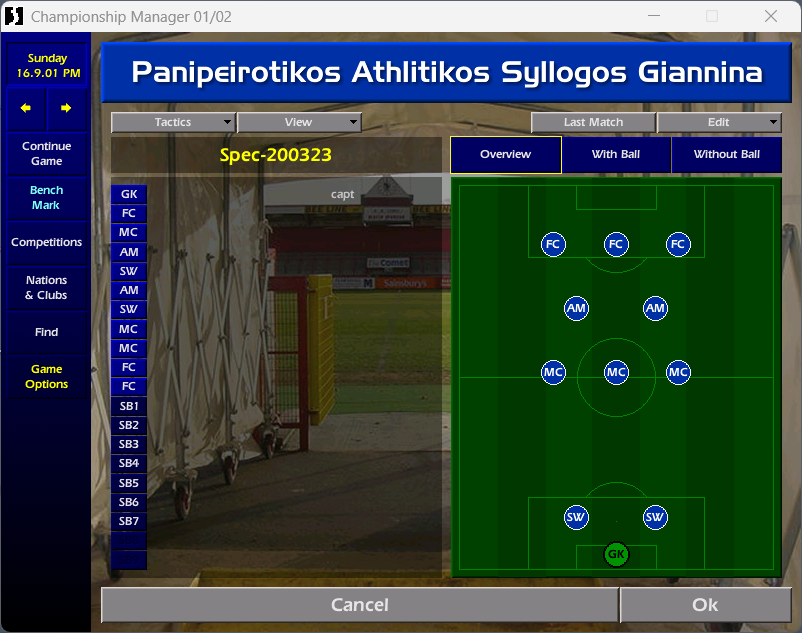 Championship Manager 01/02
Sunday
16.9.01 PM
Continue
Game
Bench
Mark
Competitions
Nations
& Clubs
Find
Game
Options
Panipeirotikos Athlitikos Syllogos Giannina
Tactics
View
Last Match
Edit
Spec-200323
Overview
With Ball
Without Ball
GK
capt
FC
MC
AM
SW
AM
SW
MC
MC
FC
FC
SB1
SB2
SB3
SB4
SB5
SB6
SB7
Comet
Sainsburys
FC FC FC
AM AM
MC MC MC
SW SW
GK
Cancel
Ok